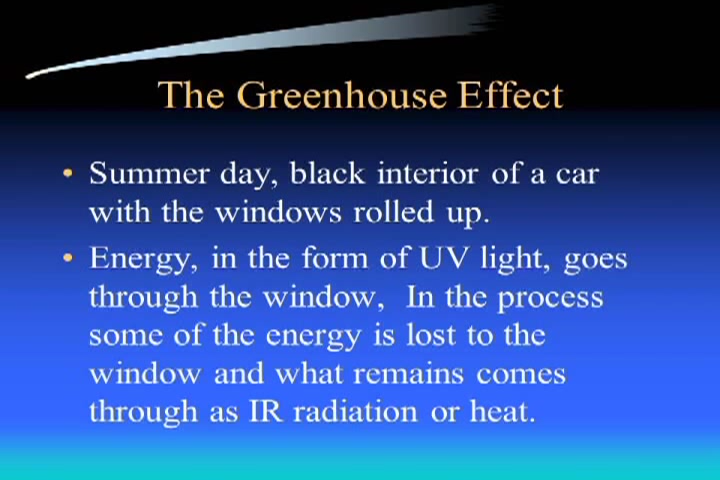 The Greenhouse Effect
• Summer day, black interior of a car
with the windows rolled up.
• Energy, in the form of UV light, goes
through the window, In the process
some of the energy is lost to the
window and what remains comes
through as IR radiation or heat.